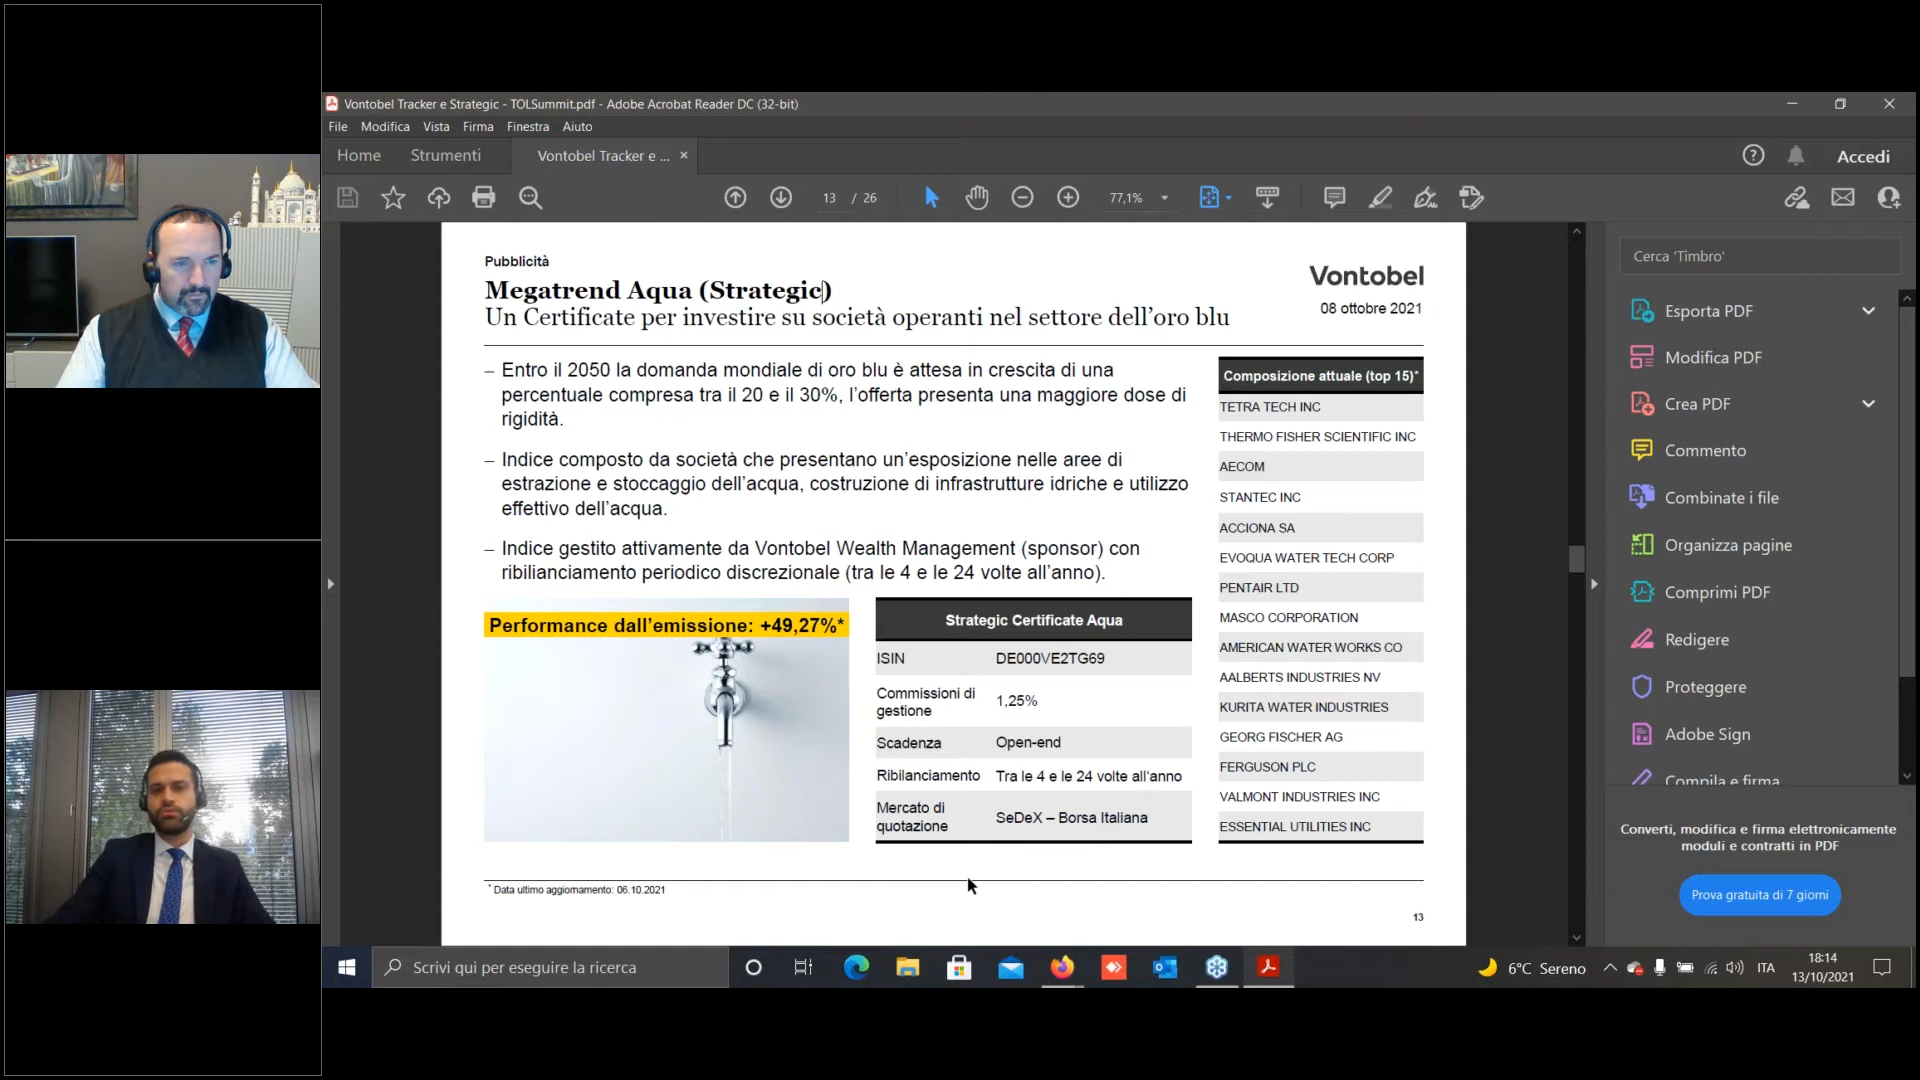 Vontobel Tracker e Strategic - TOLSummit.pdf - Adobe Acrobat Reader DC (32-bit)
File Modifica Vista Firma Finestra Aiuto
Home Strumenti Vontobel Tracker e ... × Accedi
13 / 26 77,1%
Pubblicità
Megatrend Aqua (Strategic)
Un Certificate per investire su società operanti nel settore dell'oro blu
Vontobel
08 ottobre 2021
– Entro il 2050 la domanda mondiale di oro blu è attesa in crescita di una
percentuale compresa tra il 20 e il 30%, l'offerta presenta una maggiore dose di
rigidità.
– Indice composto da società che presentano un'esposizione nelle aree di
estrazione e stoccaggio dell'acqua, costruzione di infrastrutture idriche e utilizzo
effettivo dell'acqua.
– Indice gestito attivamente da Vontobel Wealth Management (sponsor) con
ribilianciamento periodico discrezionale (tra le 4 e le 24 volte all'anno).
Performance dall'emissione: +49,27%*
Strategic Certificate Aqua
ISIN DE000VE2TG69
Commissioni di
gestione 1,25%
Scadenza Open-end
Ribilanciamento Tra le 4 e le 24 volte all'anno
Mercato di
quotazione SeDeX – Borsa Italiana
Composizione attuale (top 15)*
TETRA TECH INC
THERMO FISHER SCIENTIFIC INC
AECOM
STANTEC INC
ACCIONA SA
EVOQUA WATER TECH CORP
PENTAIR LTD
MASCO CORPORATION
AMERICAN WATER WORKS CO
AALBERTS INDUSTRIES NV
KURITA WATER INDUSTRIES
GEORG FISCHER AG
FERGUSON PLC
VALMONT INDUSTRIES INC
ESSENTIAL UTILITIES INC
* Data ultimo aggiornamento: 06.10.2021
13
Cerca 'Timbro'
Esporta PDF
Modifica PDF
Crea PDF
Commento
Combinate i file
Organizza pagine
Comprimi PDF
Redigere
Proteggere
Adobe Sign
Compila e firma
Converti, modifica e firma elettronicamente
moduli e contratti in PDF
Prova gratuita di 7 giorni
Scrivi qui per eseguire la ricerca
6°C Sereno
ITA
18:14
13/10/2021